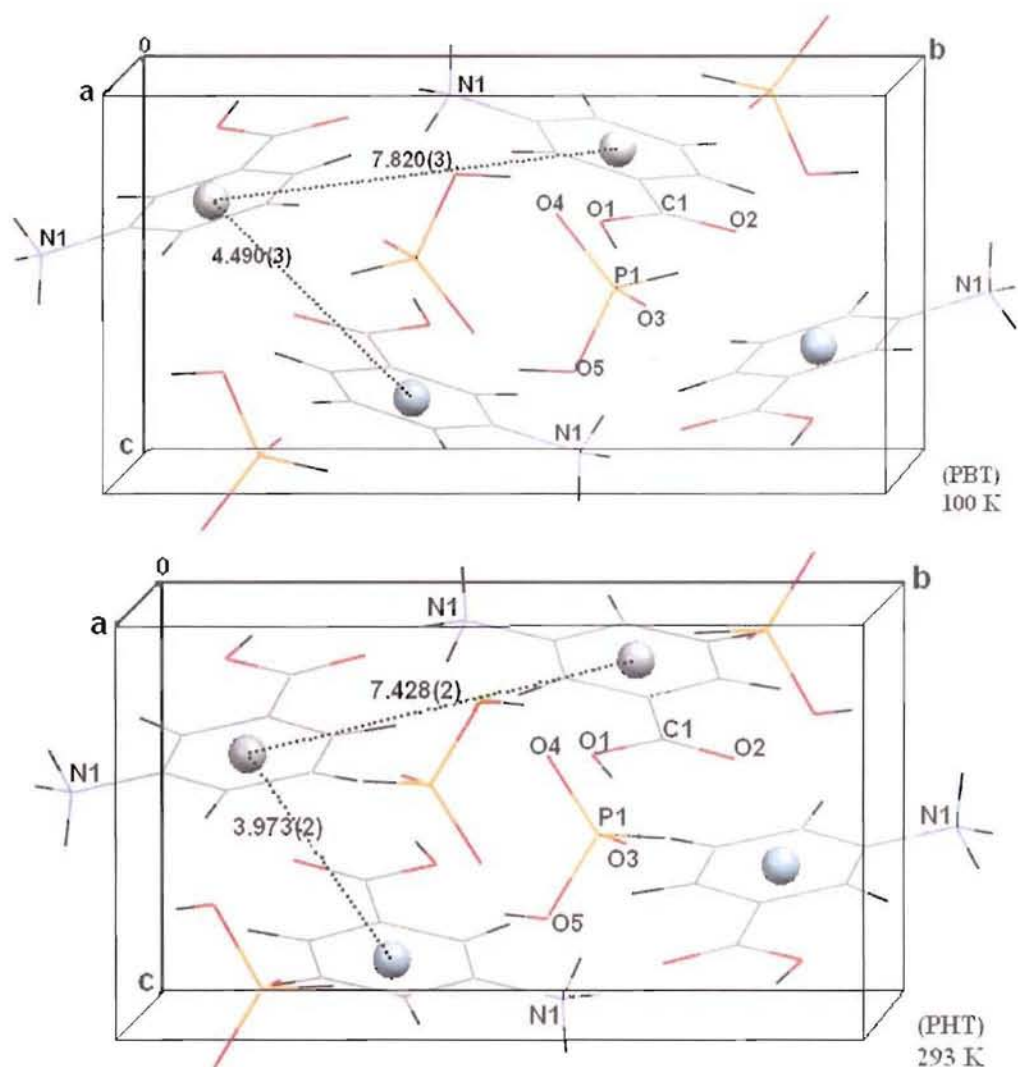 0
a
b
N1
7.820(3)
O4
O1
C1
O2
N1
4.490(3)
P1
O3
N1
O5
N1
c
(PBT)
100 K
0
a
b
N1
7.428(2)
O4
O1
C1
O2
N1
3.973(2)
P1
O3
N1
O5
c
N1
(PHT)
293 K